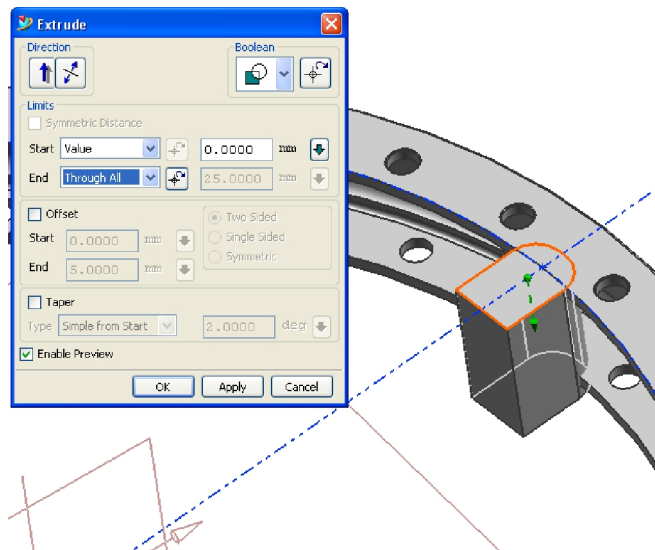 Extrude
Direction
Boolean
Limits
Symmetric Distance
Start Value 0.0000 mm
End Through All 25.0000 mm
Offset
Start 0.0000 mm
End 5.0000 mm
Two Sided
Single Sided
Symmetric
Taper
Type Simple from Start 2.0000 deg
Enable Preview
OK Apply Cancel